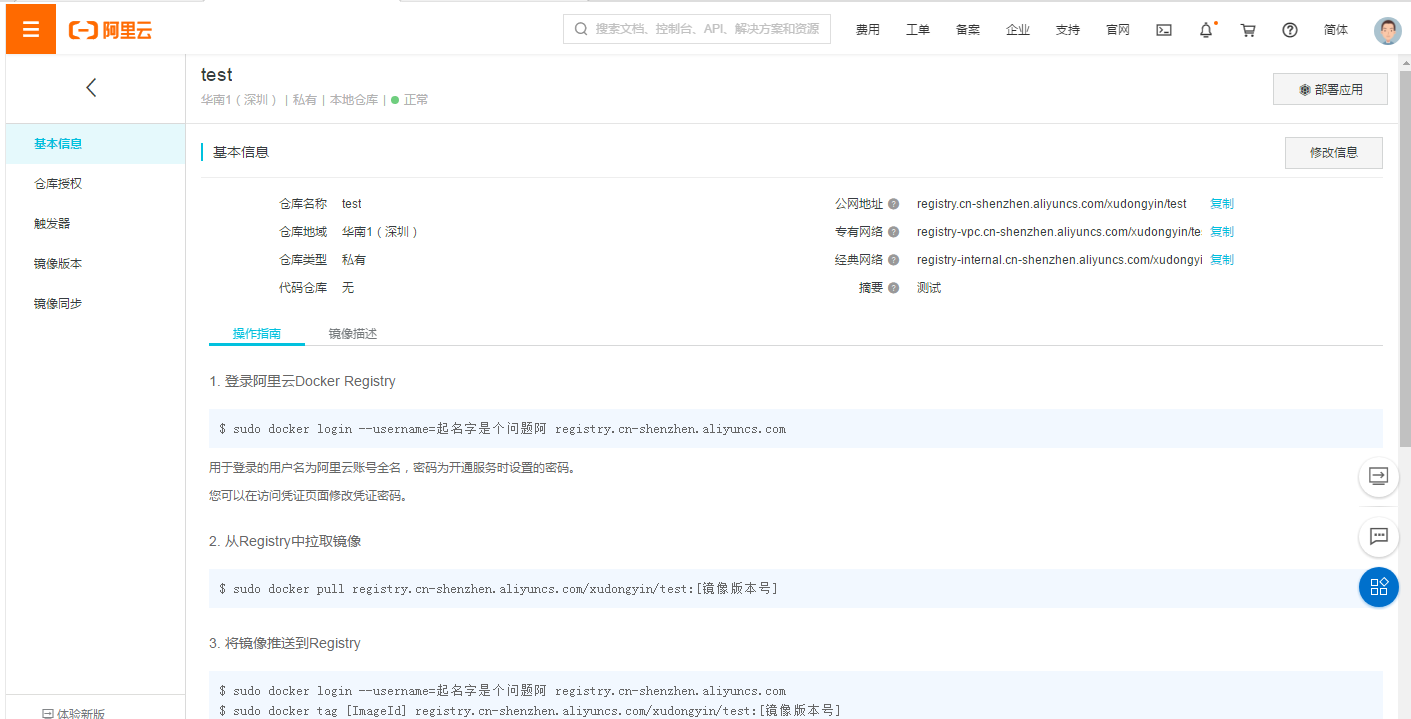 阿里云
搜索文档、控制台、API、解决方案和资源
费用 工单 备案 企业 支持 官网 简体
test
华南1（深圳） | 私有 | 本地仓库 | 正常
部署应用
基本信息
仓库授权
触发器
镜像版本
镜像同步
体验新版
基本信息
修改信息
仓库名称 test
公网地址 registry.cn-shenzhen.aliyuncs.com/xudongyin/test 复制
仓库地域 华南1（深圳）
专有网络 registry-vpc.cn-shenzhen.aliyuncs.com/xudongyin/te 复制
仓库类型 私有
经典网络 registry-internal.cn-shenzhen.aliyuncs.com/xudongyi 复制
代码仓库 无
摘要 测试
操作指南 镜像描述
1. 登录阿里云Docker Registry
$ sudo docker login --username=起名字是个问题阿 registry.cn-shenzhen.aliyuncs.com
用于登录的用户名为阿里云账号全名，密码为开通服务时设置的密码。
您可以在访问凭证页面修改凭证密码。
2. 从Registry中拉取镜像
$ sudo docker pull registry.cn-shenzhen.aliyuncs.com/xudongyin/test:[镜像版本号]
3. 将镜像推送到Registry
$ sudo docker login --username=起名字是个问题阿 registry.cn-shenzhen.aliyuncs.com
$ sudo docker tag [ImageId] registry.cn-shenzhen.aliyuncs.com/xudongyin/test:[镜像版本号]